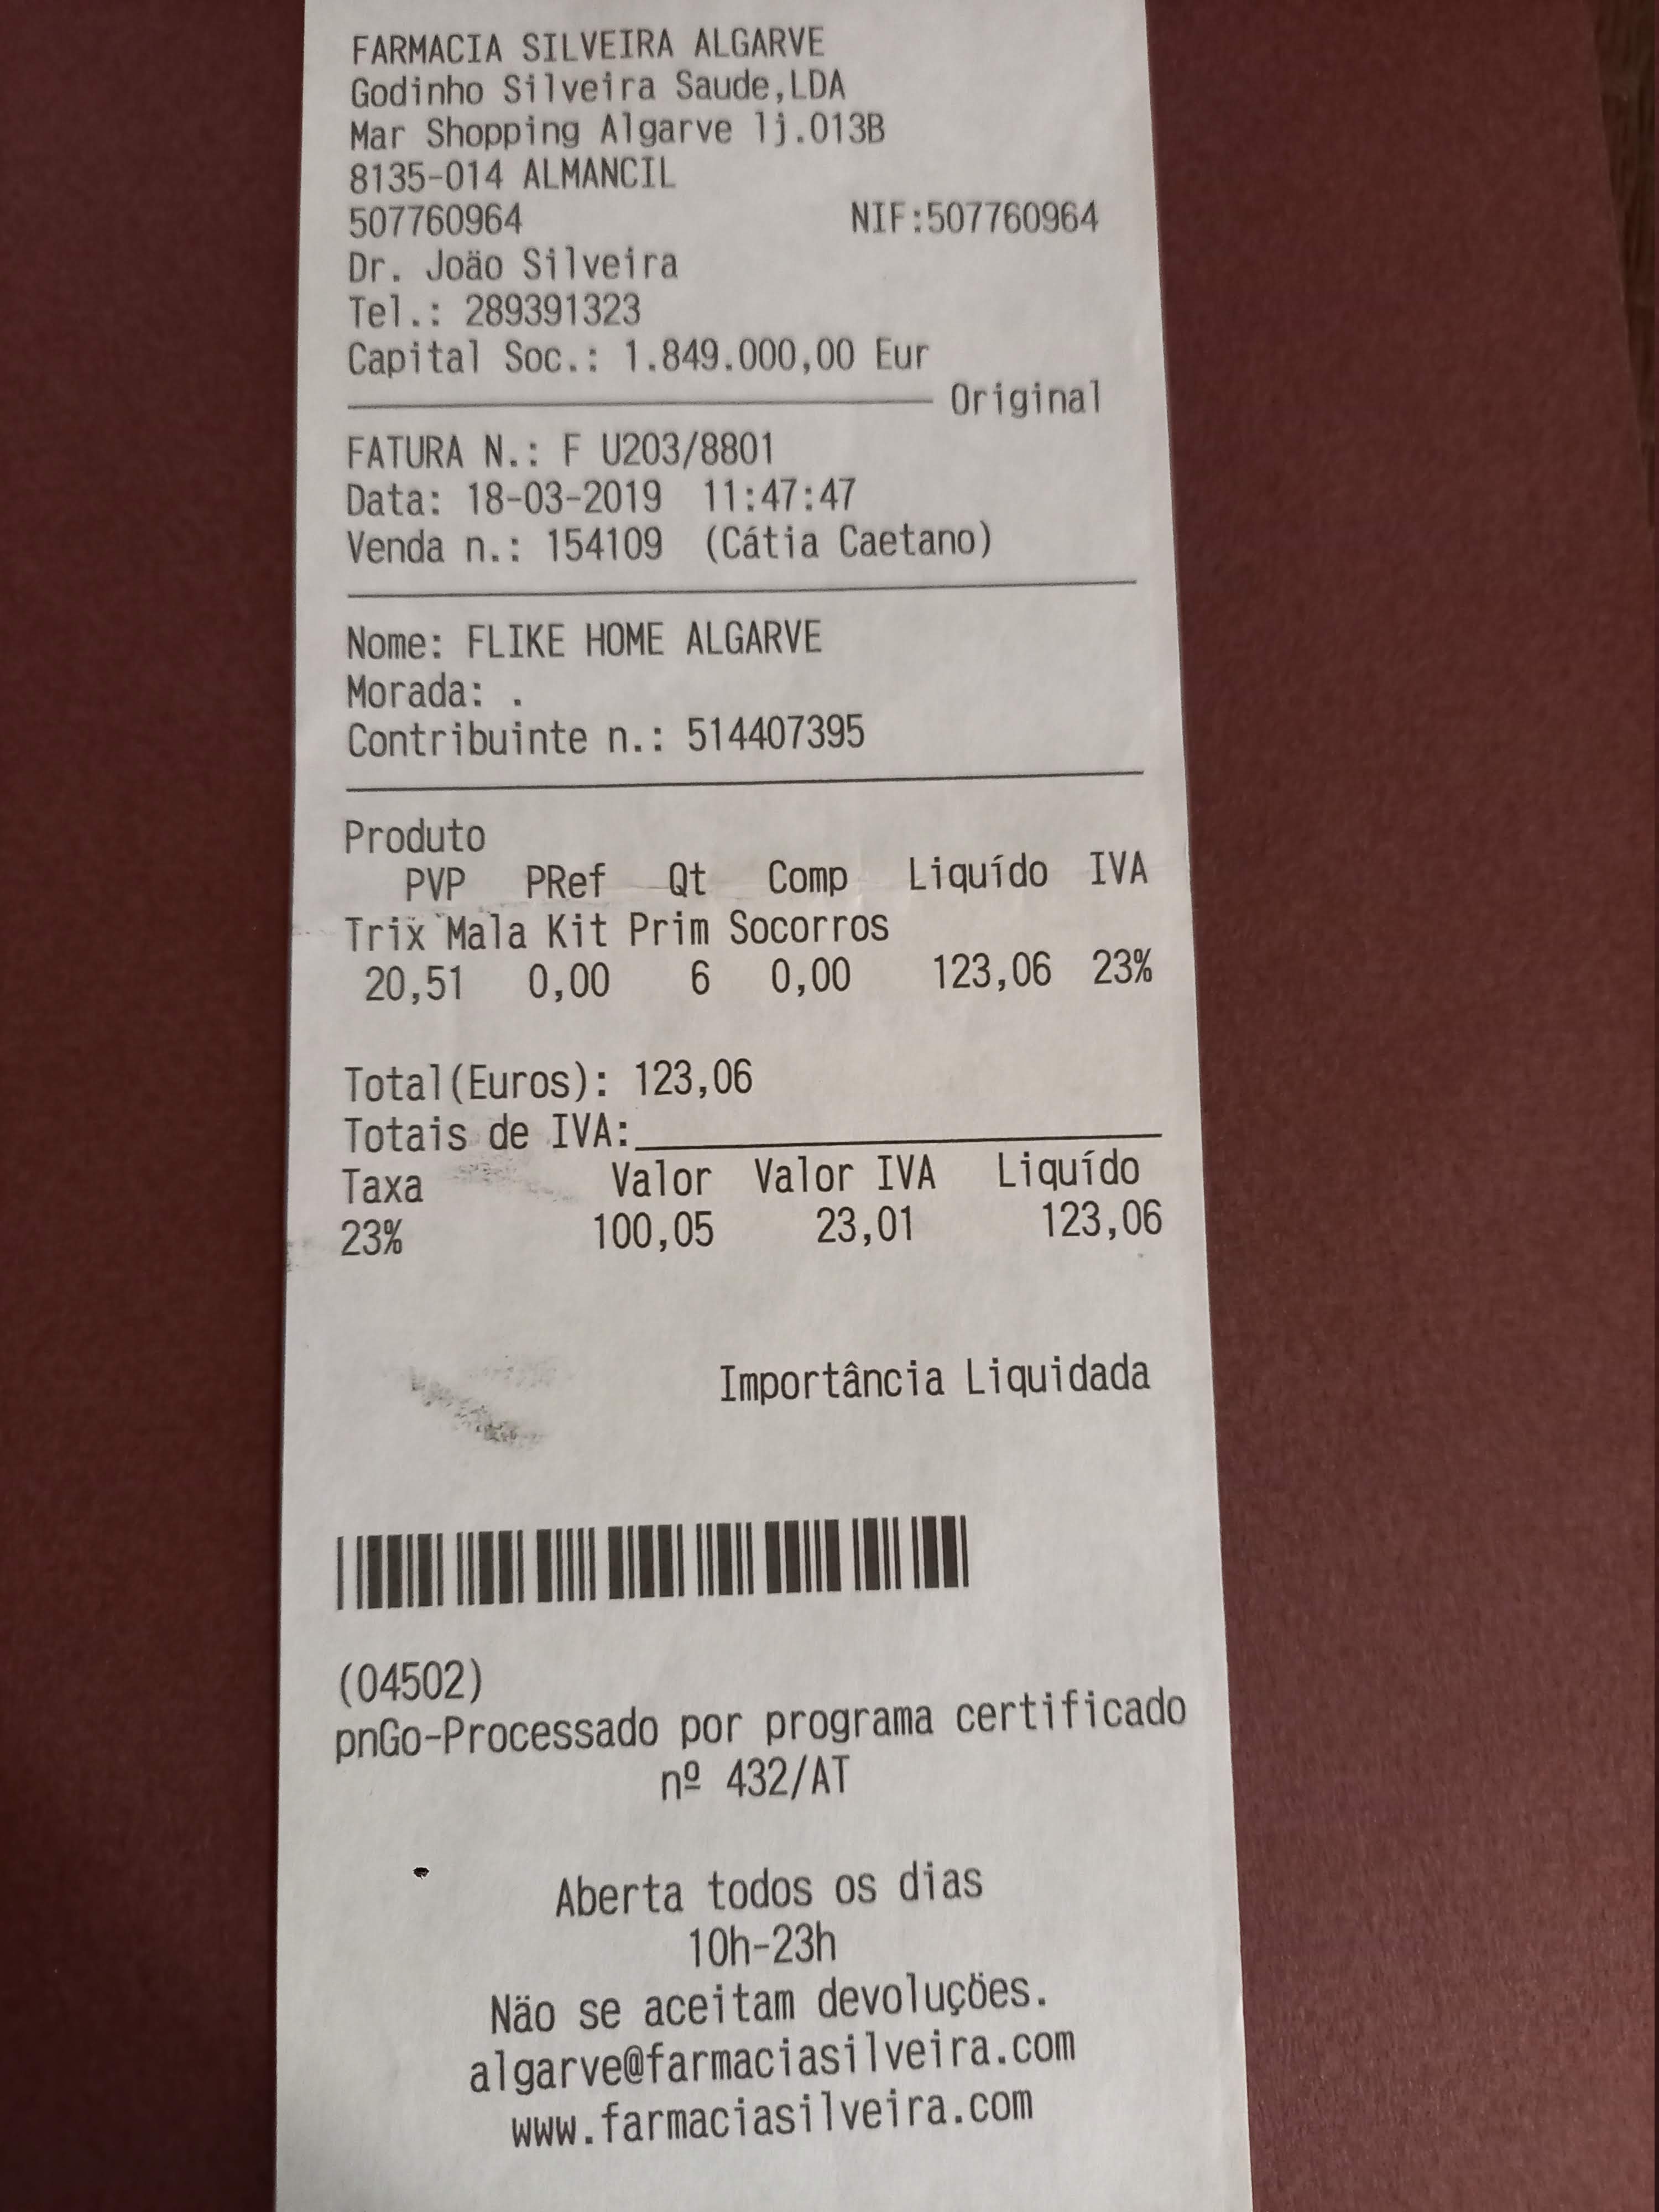 FARMACIA SILVEIRA ALGARVE
Godinho Silveira Saude,LDA
Mar Shopping Algarve lj.013B
8135-014 ALMANCIL
507760964 NIF:507760964
Dr. Joäo Silveira
Tel.: 289391323
Capital Soc.: 1.849.000,00 Eur
Original
FATURA N.: F U203/8801
Data: 18-03-2019 11:47:47
Venda n.: 154109 (Cátia Caetano)
Nome: FLIKE HOME ALGARVE
Morada: .
Contribuinte n.: 514407395
Produto
PVP PRef Qt Comp Liquído IVA
Trix Mala Kit Prim Socorros
20,51 0,00 6 0,00 123,06 23%
Total(Euros): 123,06
Totais de IVA:
Taxa Valor Valor IVA Liquído
23% 100,05 23,01 123,06
Importância Liquidada
(04502)
pnGo-Processado por programa certificado
nº 432/AT
Aberta todos os dias
10h-23h
Näo se aceitam devoluçöes.
algarve@farmaciasilveira.com
www.farmaciasilveira.com